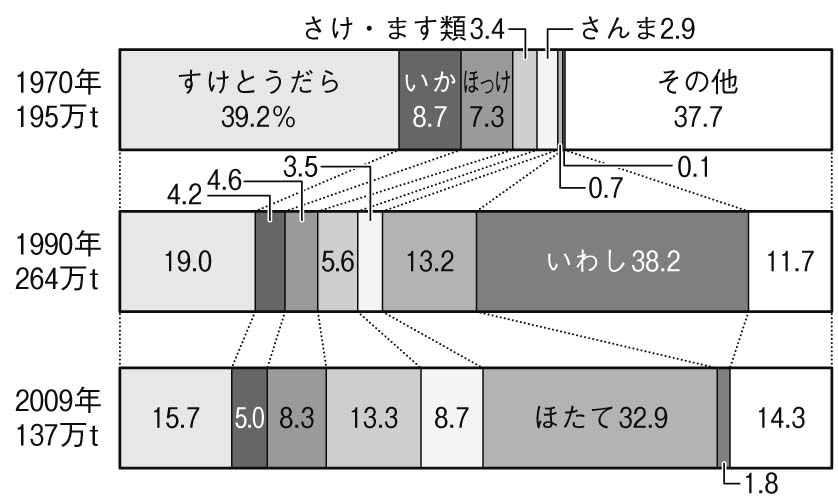 さけ・ます類3.4
さんま2.9
1970年
195万t
すけとうだら
39.2%
いか
8.7
ほっけ
7.3
その他
37.7
0.1
0.7
3.5
4.6
4.2
1990年
264万t
19.0
5.6
13.2
いわし38.2
11.7
2009年
137万t
15.7
5.0
8.3
13.3
8.7
ほたて32.9
14.3
1.8